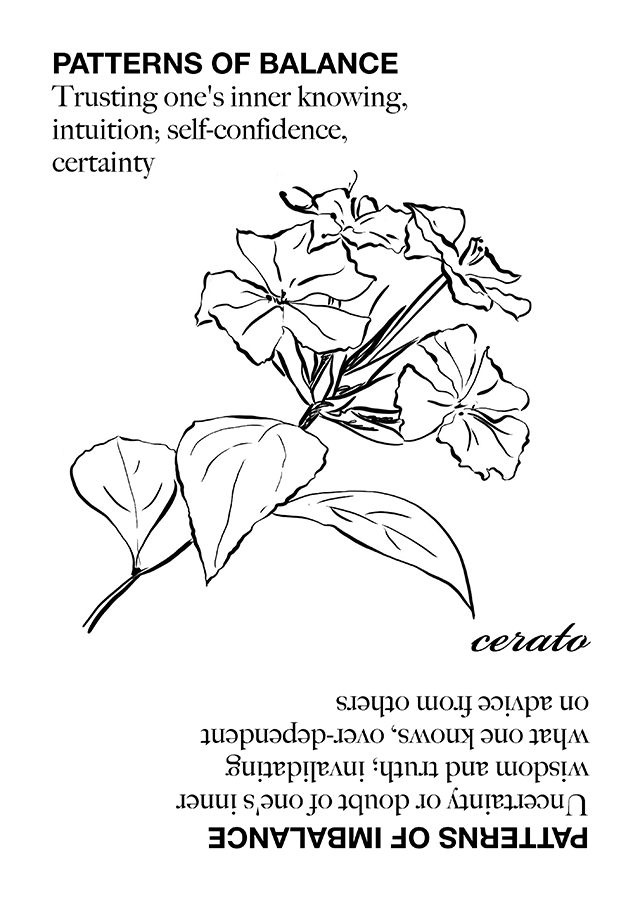 PATTERNS OF BALANCE
Trusting one's inner knowing,
intuition; self-confidence,
certainty
cerato
PATTERNS OF IMBALANCE
Uncertainty or doubt of one's inner
wisdom and truth; invalidating
what one knows, over-dependent
on advice from others